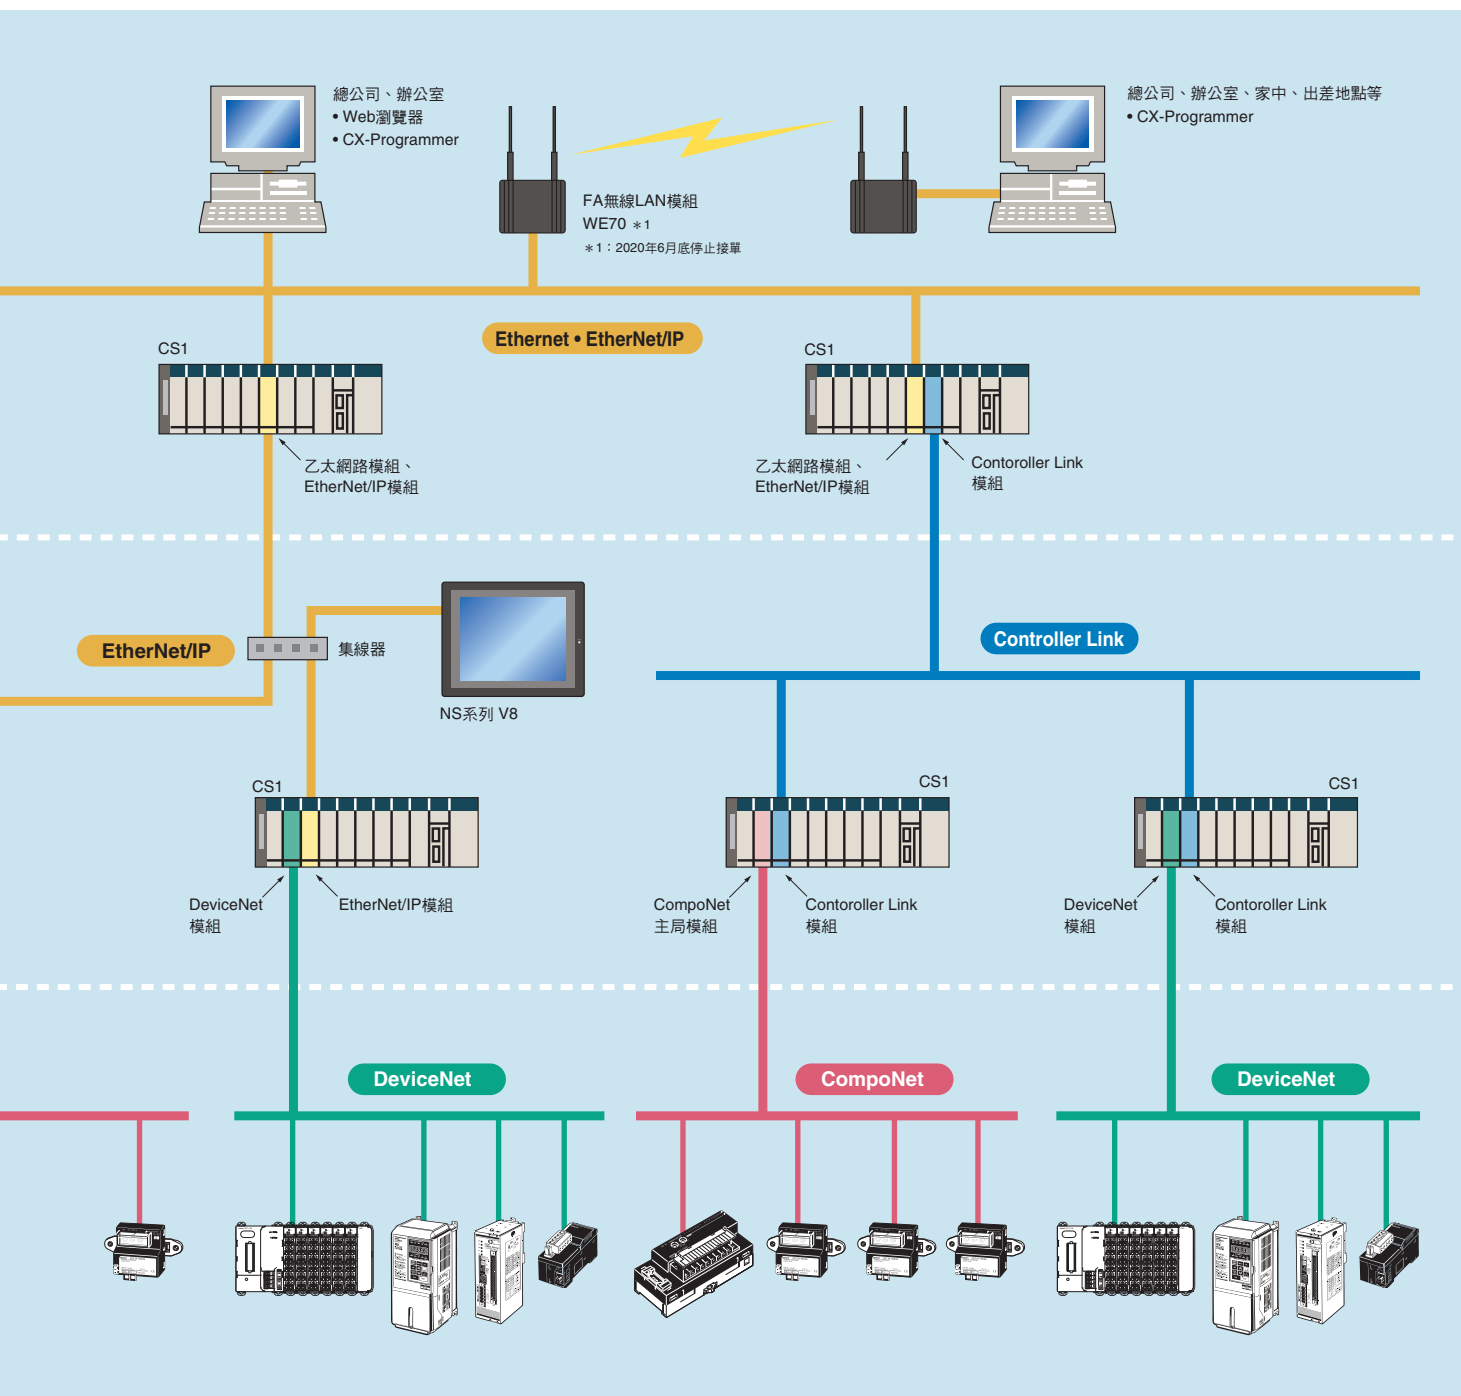 總公司、辦公室
• Web瀏覽器
• CX-Programmer
總公司、辦公室、家中、出差地點等
• CX-Programmer
FA無線LAN模組
WE70 ＊1
＊1：2020年6月底停止接單
Ethernet • EtherNet/IP
CS1
CS1
乙太網路模組、
EtherNet/IP模組
乙太網路模組、
EtherNet/IP模組
Contoroller Link
模組
EtherNet/IP
集線器
NS系列 V8
Controller Link
CS1
CS1
CS1
DeviceNet
模組
EtherNet/IP模組
CompoNet
主局模組
Contoroller Link
模組
DeviceNet
模組
Contoroller Link
模組
DeviceNet
CompoNet
DeviceNet